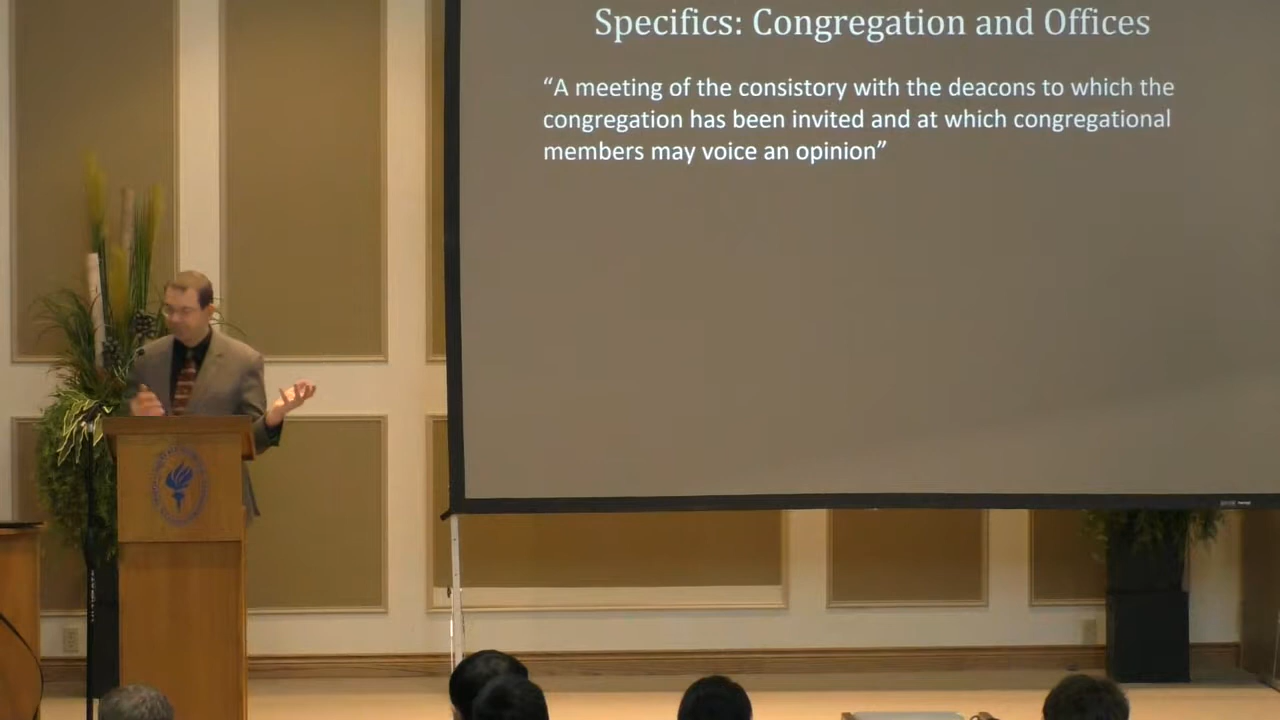 Specifics: Congregation and Offices
“A meeting of the consistory with the deacons to which the
congregation has been invited and at which congregational
members may voice an opinion”